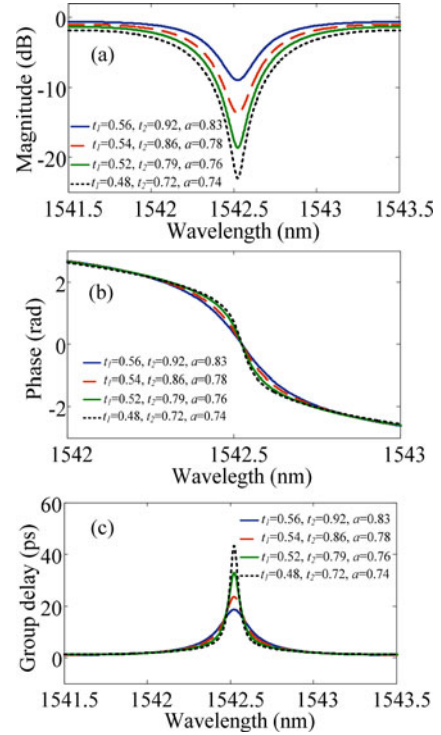 0
-10
-20
Magnitude (dB)
(a)
t1=0.56, t2=0.92, a=0.83
t1=0.54, t2=0.86, a=0.78
t1=0.52, t2=0.79, a=0.76
t1=0.48, t2=0.72, a=0.74
1541.5 1542 1542.5 1543 1543.5
Wavelength (nm)
2
0
-2
Phase (rad)
(b)
t1=0.56, t2=0.92, a=0.83
t1=0.54, t2=0.86, a=0.78
t1=0.52, t2=0.79, a=0.76
t1=0.48, t2=0.72, a=0.74
1542 1542.5 1543
Wavelegth (nm)
60
40
20
0
Group delay (ps)
(c)
t1=0.56, t2=0.92, a=0.83
t1=0.54, t2=0.86, a=0.78
t1=0.52, t2=0.79, a=0.76
t1=0.48, t2=0.72, a=0.74
1541.5 1542 1542.5 1543 1543.5
Wavelength (nm)